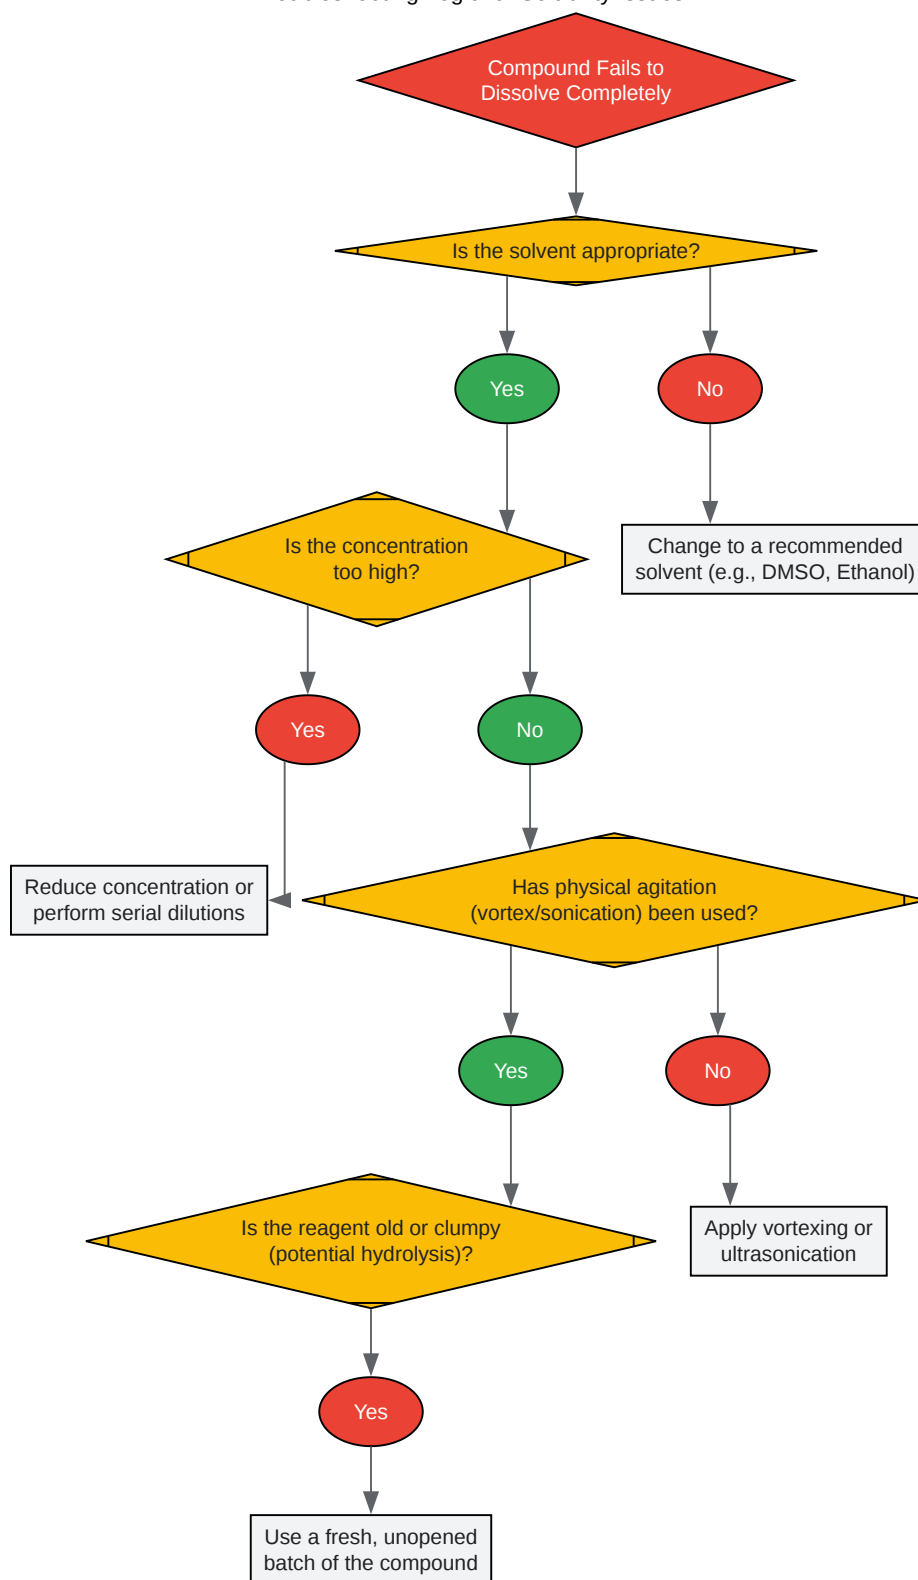 Compound Fails to
Dissolve Completely
Is the solvent appropriate?
Yes
No
Is the concentration
too high?
Change to a recommended
solvent (e.g., DMSO, Ethanol)
Yes
No
Reduce concentration or
perform serial dilutions
Has physical agitation
(vortex/sonication) been used?
Yes
No
Is the reagent old or clumpy
(potential hydrolysis)?
Apply vortexing or
ultrasonication
Yes
Use a fresh, unopened
batch of the compound